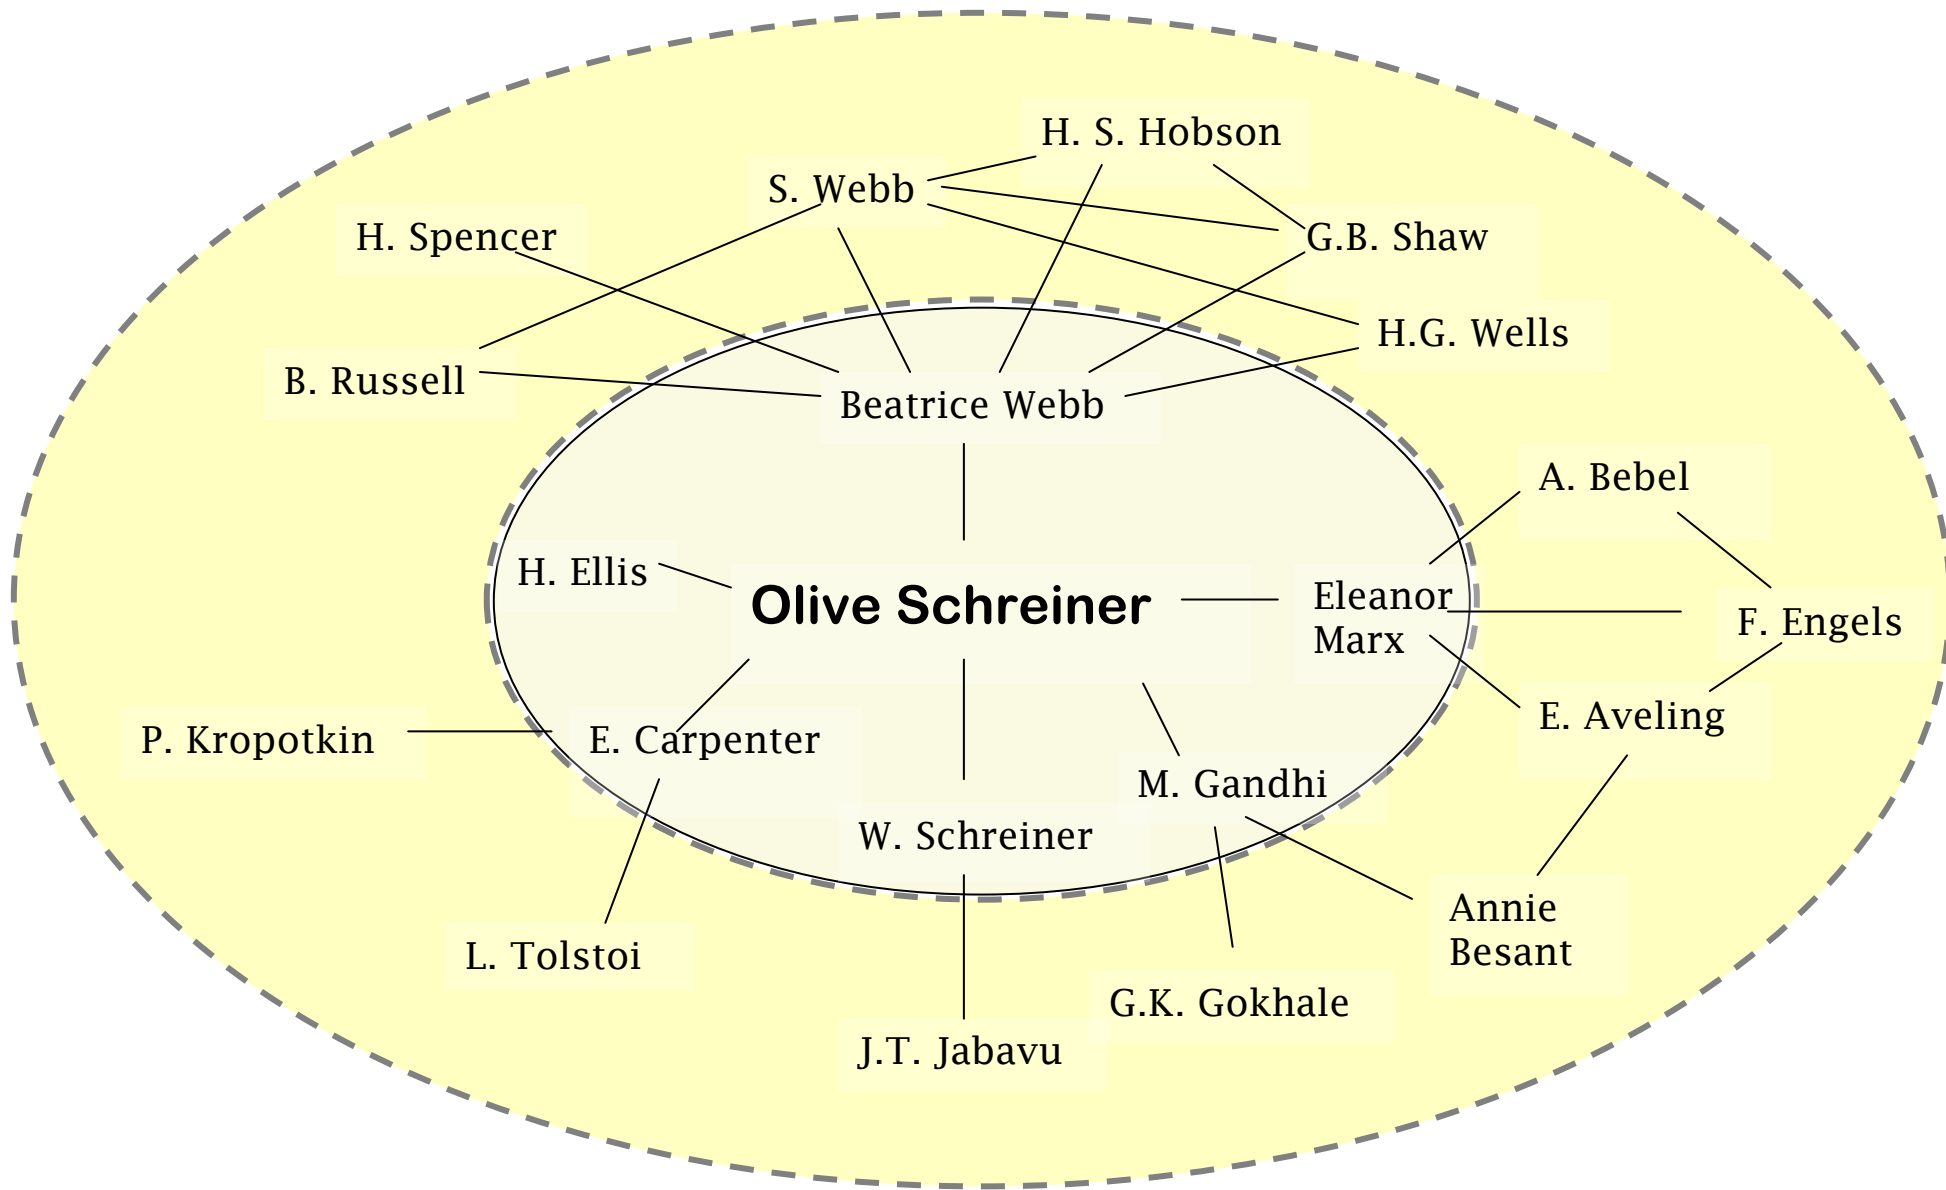 H. S. Hobson
S. Webb
H. Spencer
G.B. Shaw
H.G. Wells
B. Russell
Beatrice Webb
A. Bebel
H. Ellis
Olive Schreiner
Eleanor
Marx
F. Engels
E. Aveling
P. Kropotkin
E. Carpenter
M. Gandhi
W. Schreiner
Annie
Besant
L. Tolstoi
G.K. Gokhale
J.T. Jabavu